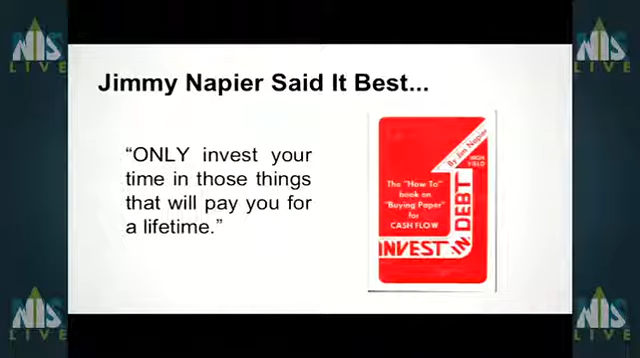 NIS
LIVE
NIS
LIVE
Jimmy Napier Said It Best...
“ONLY invest your
time in those things
that will pay you for
a lifetime.”
By Jim Napier
HIGH
YIELD
The "How To"
book on
"Buying Paper"
for
CASH FLOW
INVEST IN DEBT
NIS
LIVE
NIS
LIVE